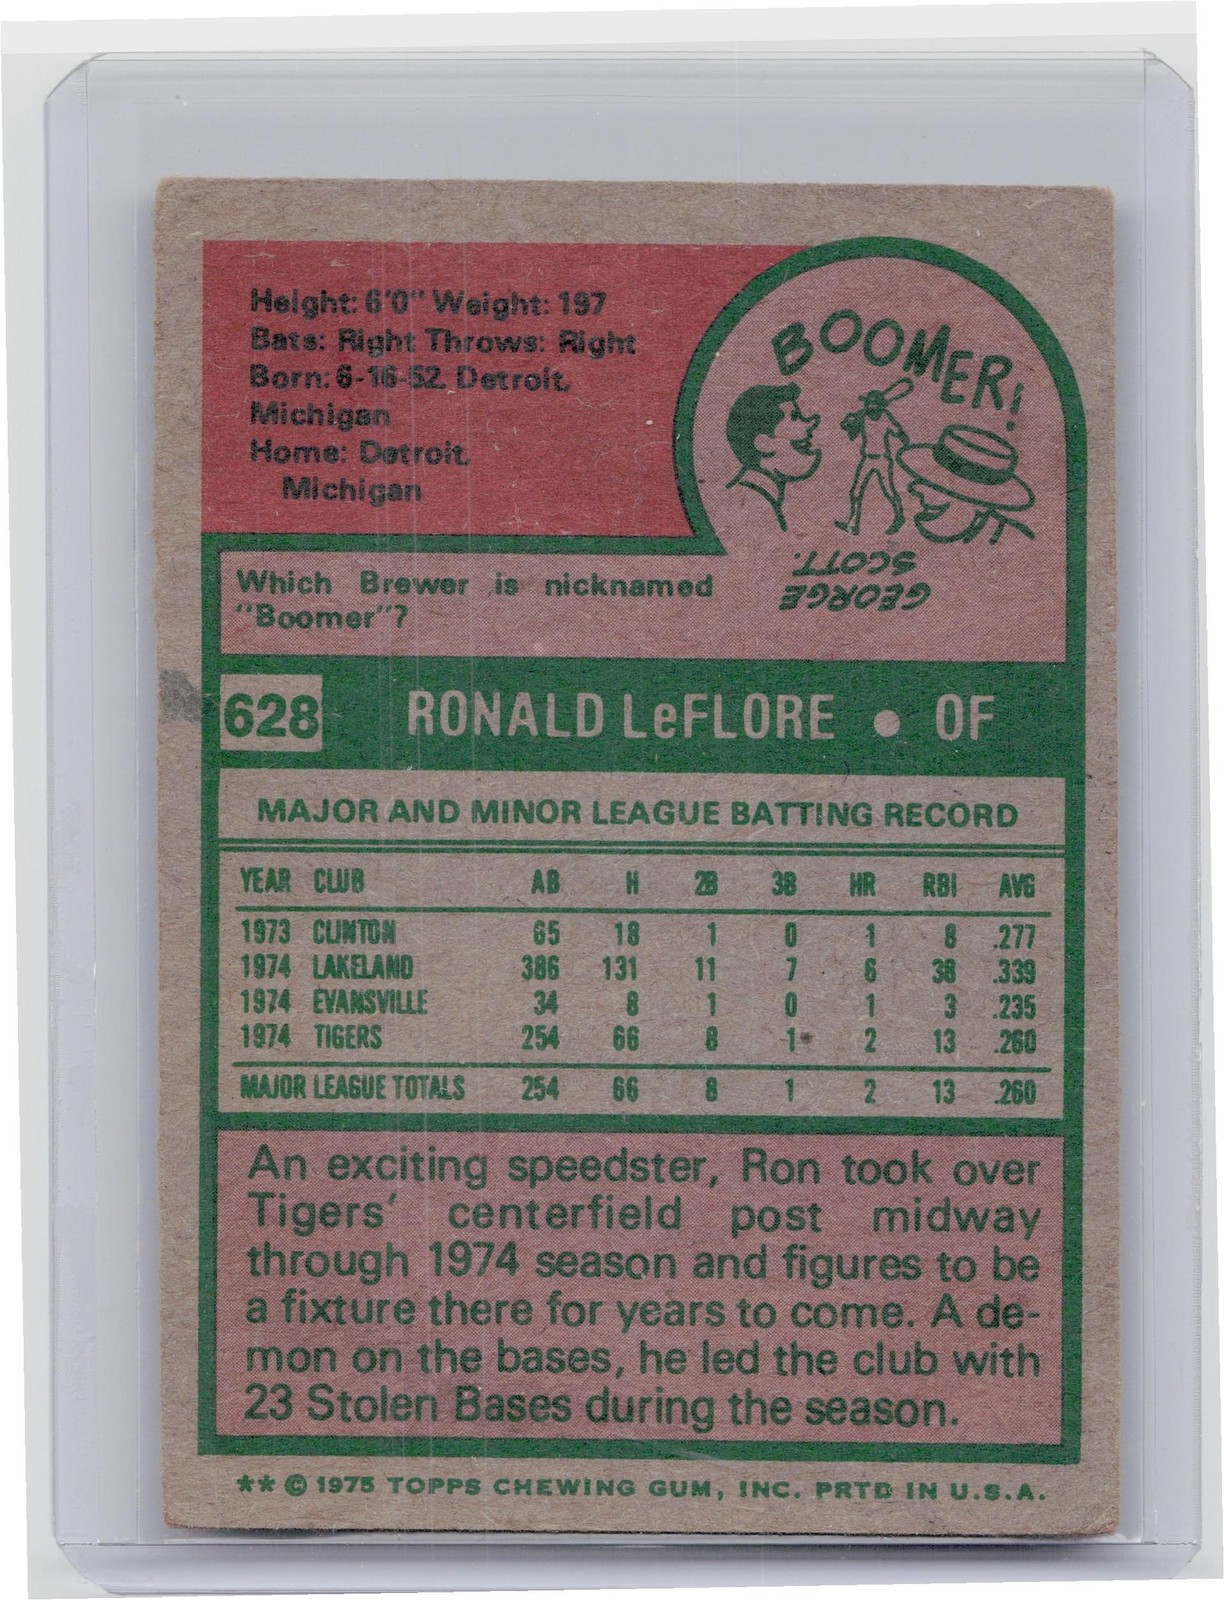 Height: 6'0" Weight: 197
Bats: Right Throws: Right
Born: 6-16-52, Detroit,
Michigan
Home: Detroit,
Michigan
BOOMER!
GEORGE
SCOTT.
Which Brewer is nicknamed
"Boomer"?
628 RONALD LeFLORE • OF
MAJOR AND MINOR LEAGUE BATTING RECORD
YEAR CLUB AB H 2B 3B HR RBI AVG
1973 CLINTON 65 18 1 0 1 8 .277
1974 LAKELAND 386 131 11 7 6 38 .339
1974 EVANSVILLE 34 8 1 0 1 3 .235
1974 TIGERS 254 66 8 1 2 13 .260
MAJOR LEAGUE TOTALS 254 66 8 1 2 13 .260
An exciting speedster, Ron took over
Tigers' centerfield post midway
through 1974 season and figures to be
a fixture there for years to come. A de-
mon on the bases, he led the club with
23 Stolen Bases during the season.
** © 1975 TOPPS CHEWING GUM, INC. PRTD IN U.S.A.